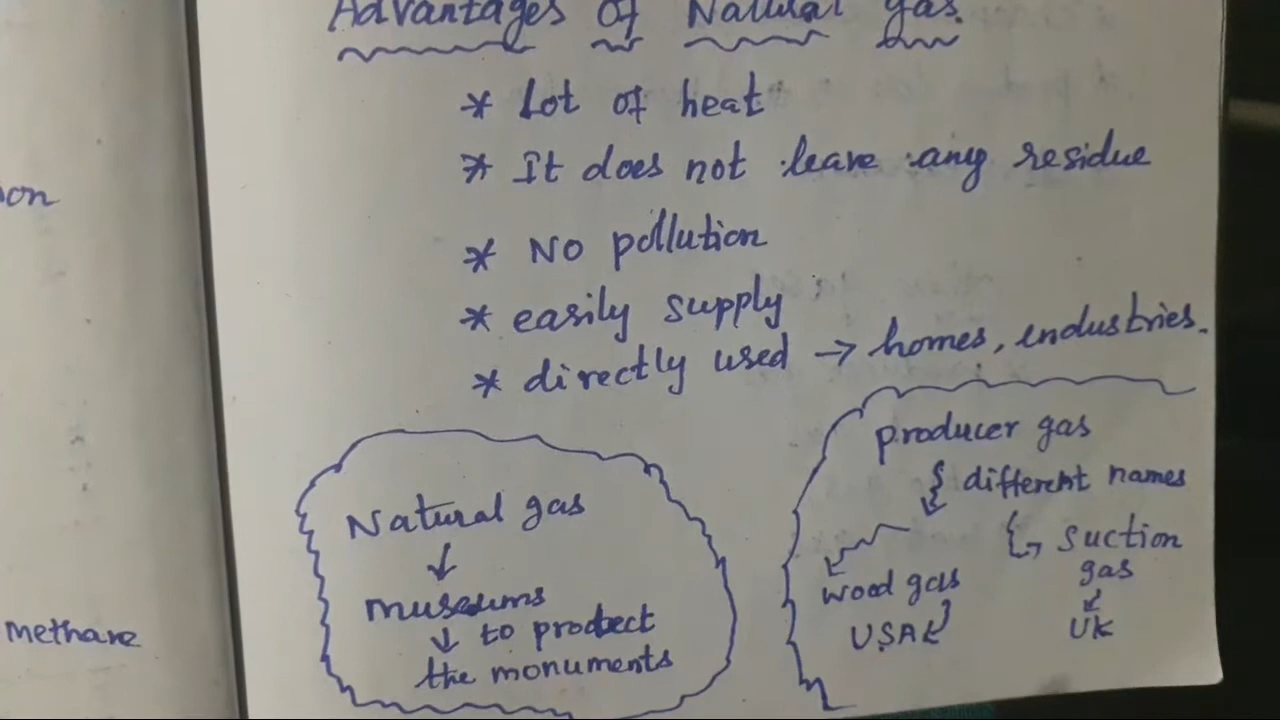 on
Methane
Advantages of Natural gas.
* Lot of heat
* It does not leave any residue
* No pollution
* easily supply
* directly used → homes, industries.
Natural gas
↓
museums
↓ to protect
the monuments
producer gas
different names
wood gas
USA
suction
gas
UK